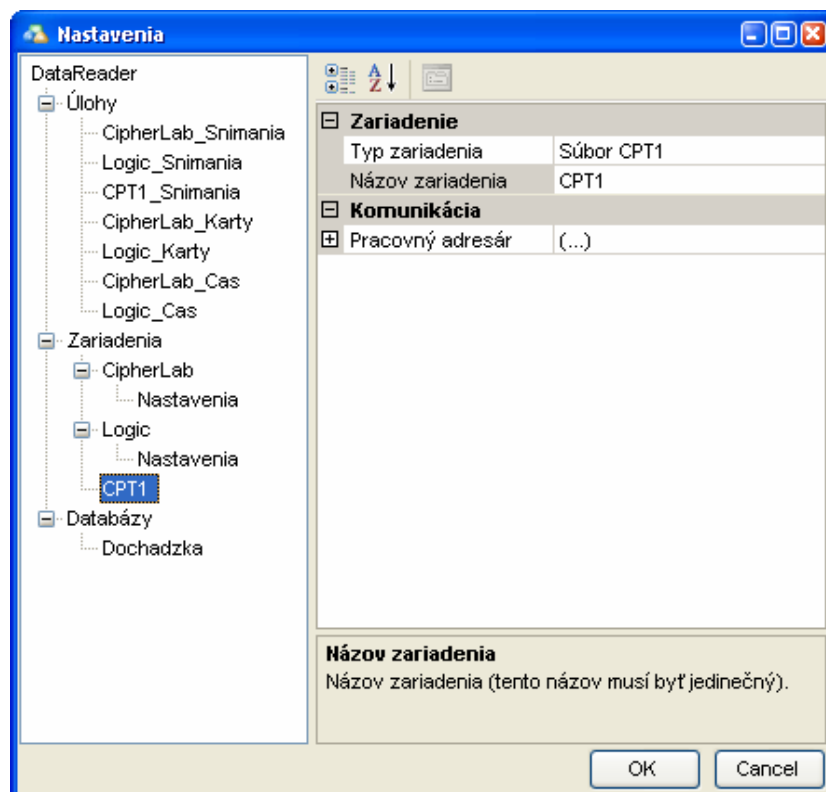 Nastavenia
DataReader
Úlohy
CipherLab_Snimania
Logic_Snimania
CPT1_Snimania
CipherLab_Karty
Logic_Karty
CipherLab_Cas
Logic_Cas
Zariadenia
CipherLab
Nastavenia
Logic
Nastavenia
CPT1
Databázy
Dochadzka
A
Z
Zariadenie
Typ zariadenia Súbor CPT1
Názov zariadenia CPT1
Komunikácia
Pracovný adresár (...)
Názov zariadenia
Názov zariadenia (tento názov musí byť jedinečný).
OK Cancel